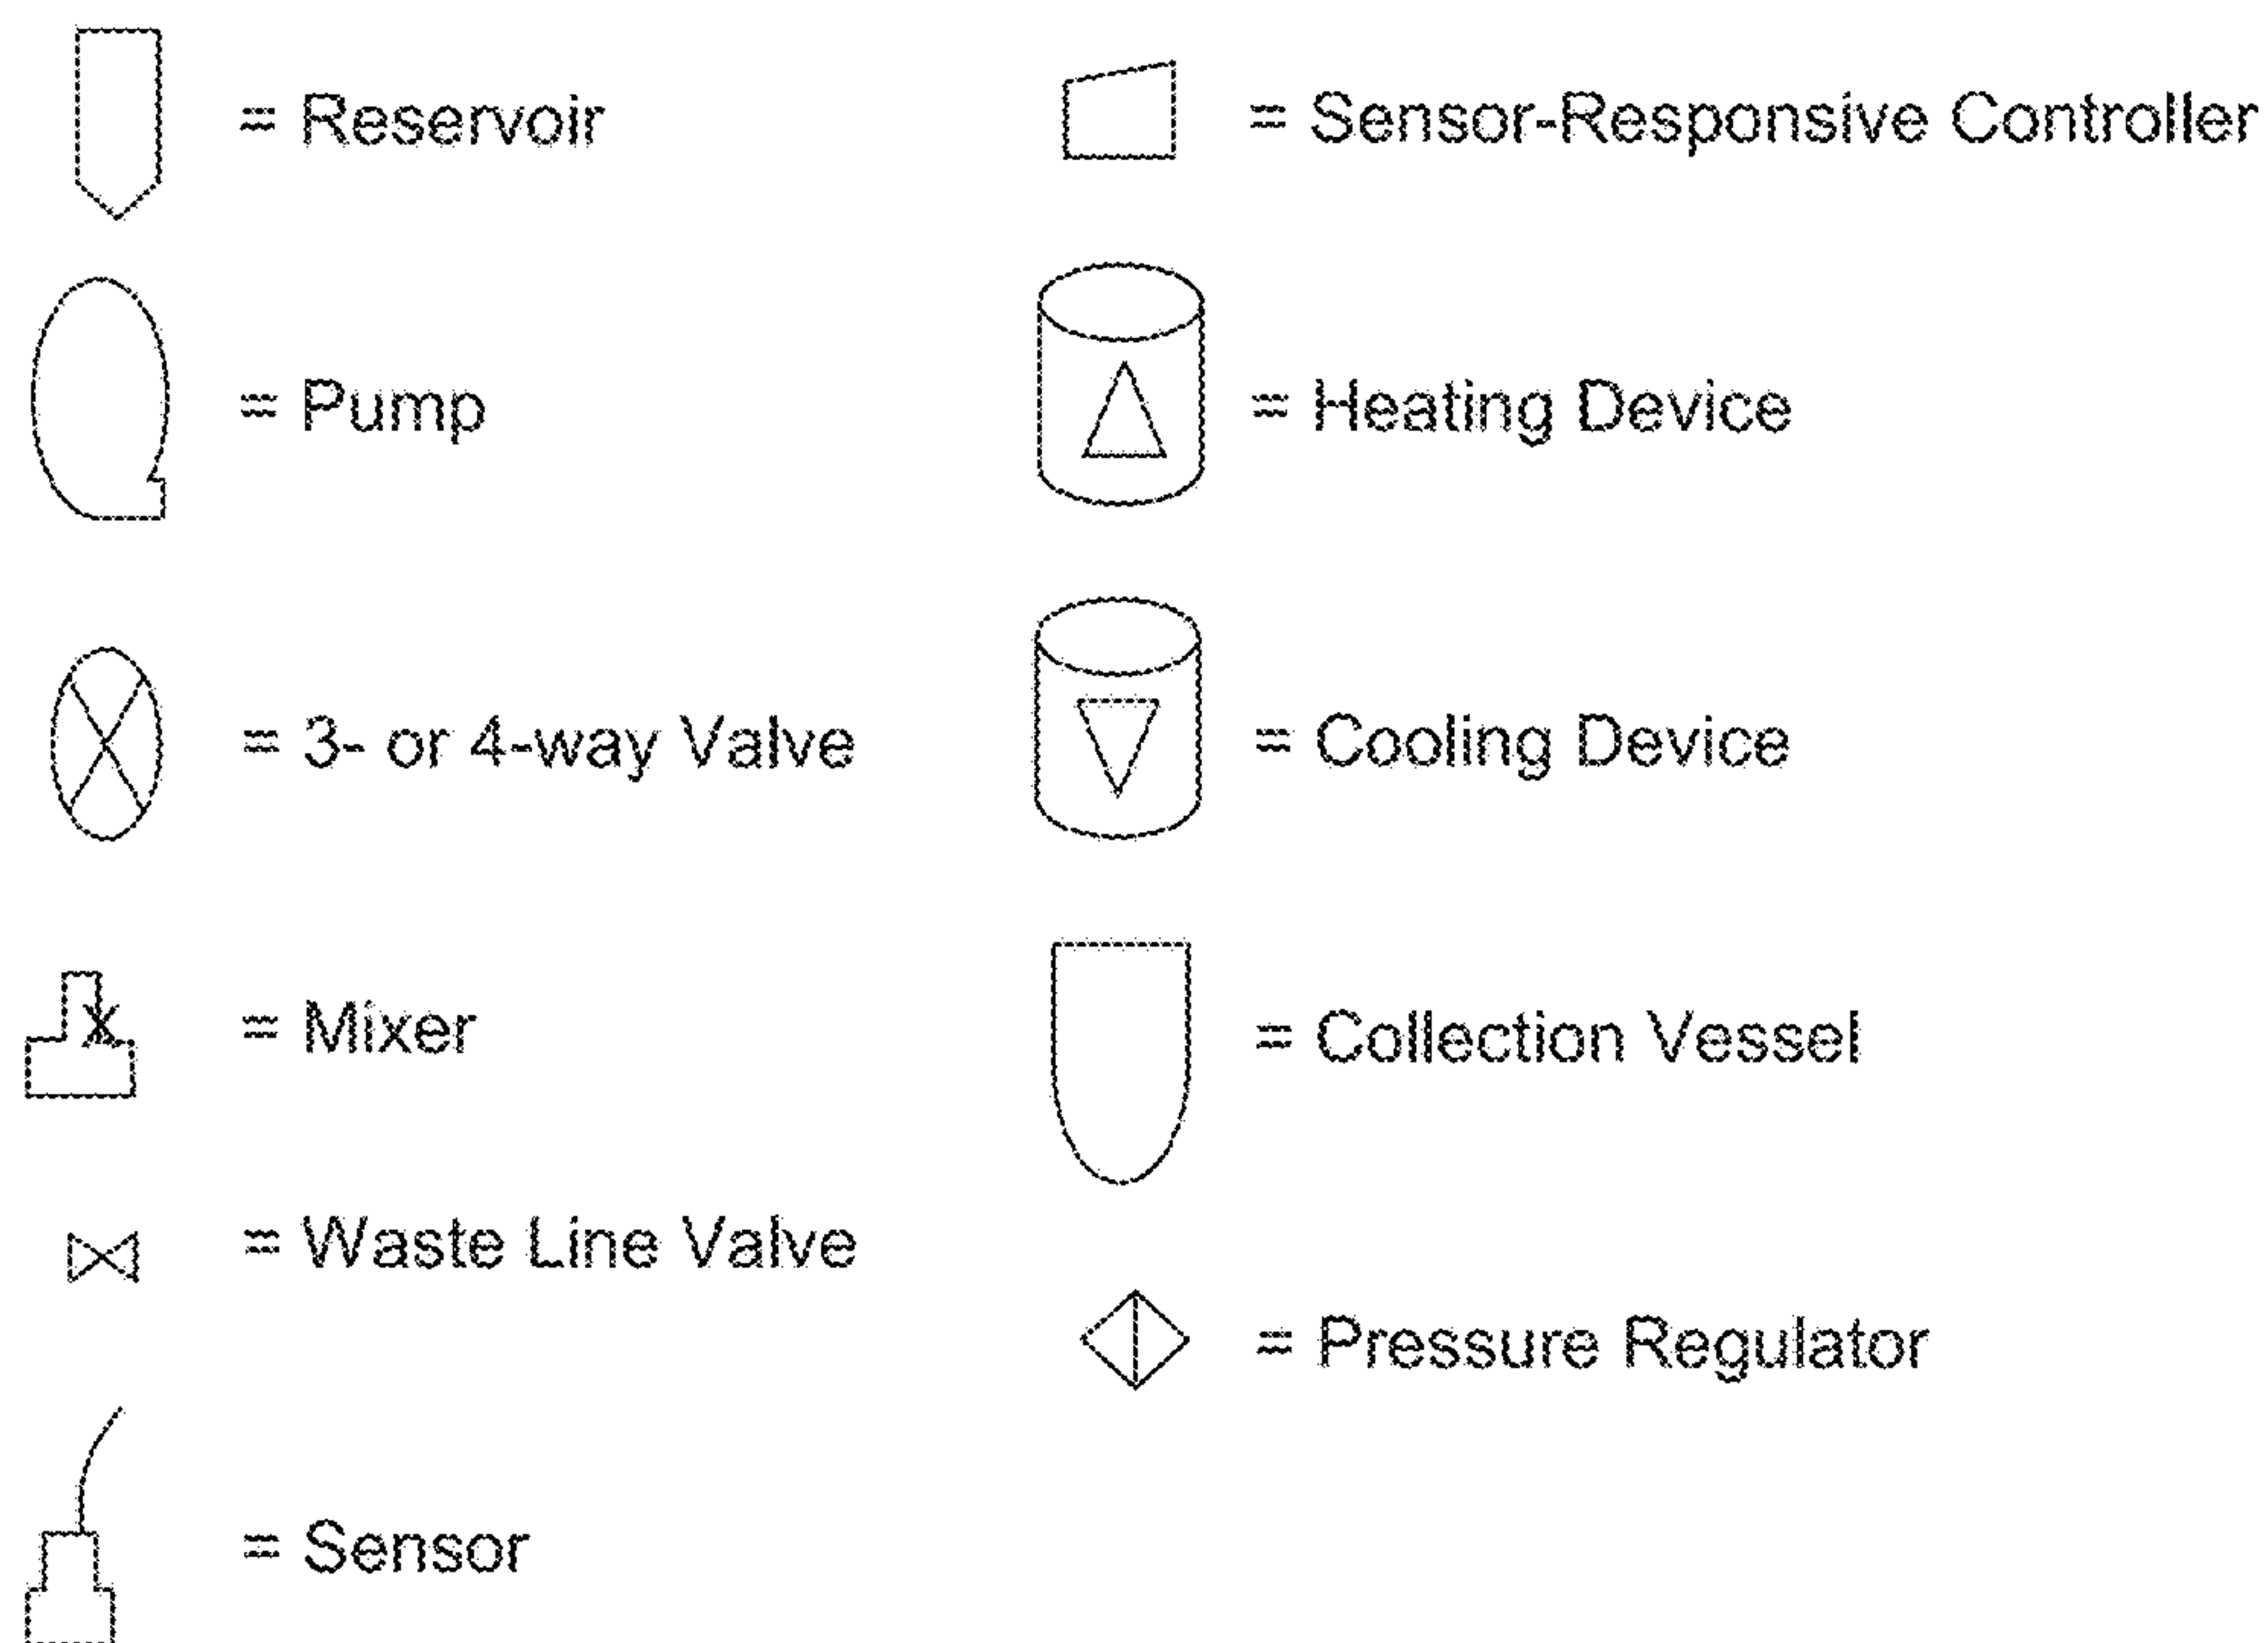 = Reservoir
= Pump
= 3- or 4-way Valve
X
= Mixer
= Waste Line Valve
= Sensor
= Sensor-Responsive Controller
= Heating Device
= Cooling Device
= Collection Vessel
= Pressure Regulator